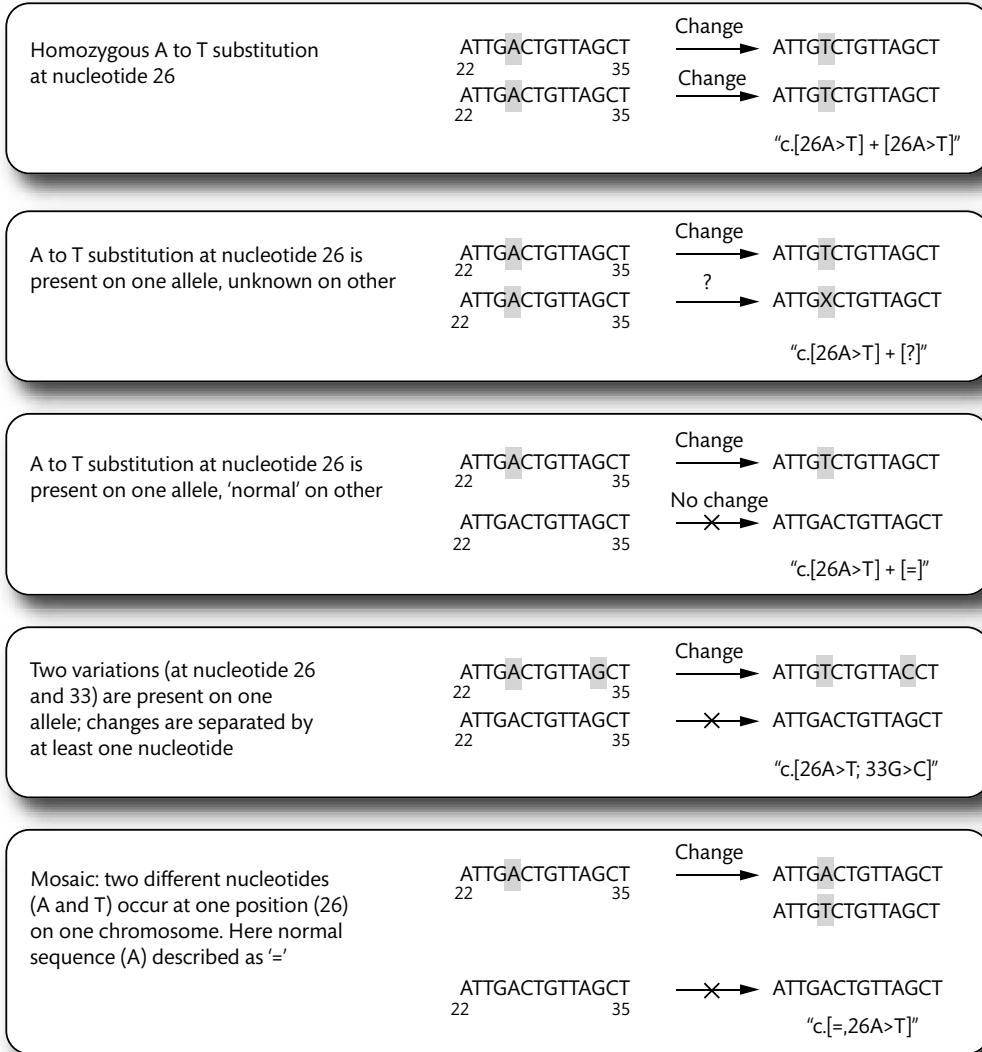 Homozygous A to T substitution
at nucleotide 26
ATTGACTGTTAGCT
22 35
Change
ATTGTCTGTTAGCT
ATTGACTGTTAGCT
22 35
Change
ATTGTCTGTTAGCT
“c.[26A>T] + [26A>T]”
A to T substitution at nucleotide 26 is
present on one allele, unknown on other
ATTGACTGTTAGCT
22 35
Change
ATTGTCTGTTAGCT
ATTGACTGTTAGCT
22 35
?
ATTGXCTGTTAGCT
“c.[26A>T] + [?]”
A to T substitution at nucleotide 26 is
present on one allele, ‘normal’ on other
ATTGACTGTTAGCT
22 35
Change
ATTGTCTGTTAGCT
ATTGACTGTTAGCT
22 35
No change
ATTGACTGTTAGCT
“c.[26A>T] + [=]”
Two variations (at nucleotide 26
and 33) are present on one
allele; changes are separated by
at least one nucleotide
ATTGACTGTTAGCT
22 35
Change
ATTGTCTGTTACCT
ATTGACTGTTAGCT
22 35
ATTGACTGTTAGCT
“c.[26A>T; 33G>C]”
Mosaic: two different nucleotides
(A and T) occur at one position (26)
on one chromosome. Here normal
sequence (A) described as ‘=’
ATTGACTGTTAGCT
22 35
Change
ATTGACTGTTAGCT
ATTGTCTGTTAGCT
ATTGACTGTTAGCT
22 35
ATTGACTGTTAGCT
“c.[=,26A>T]”